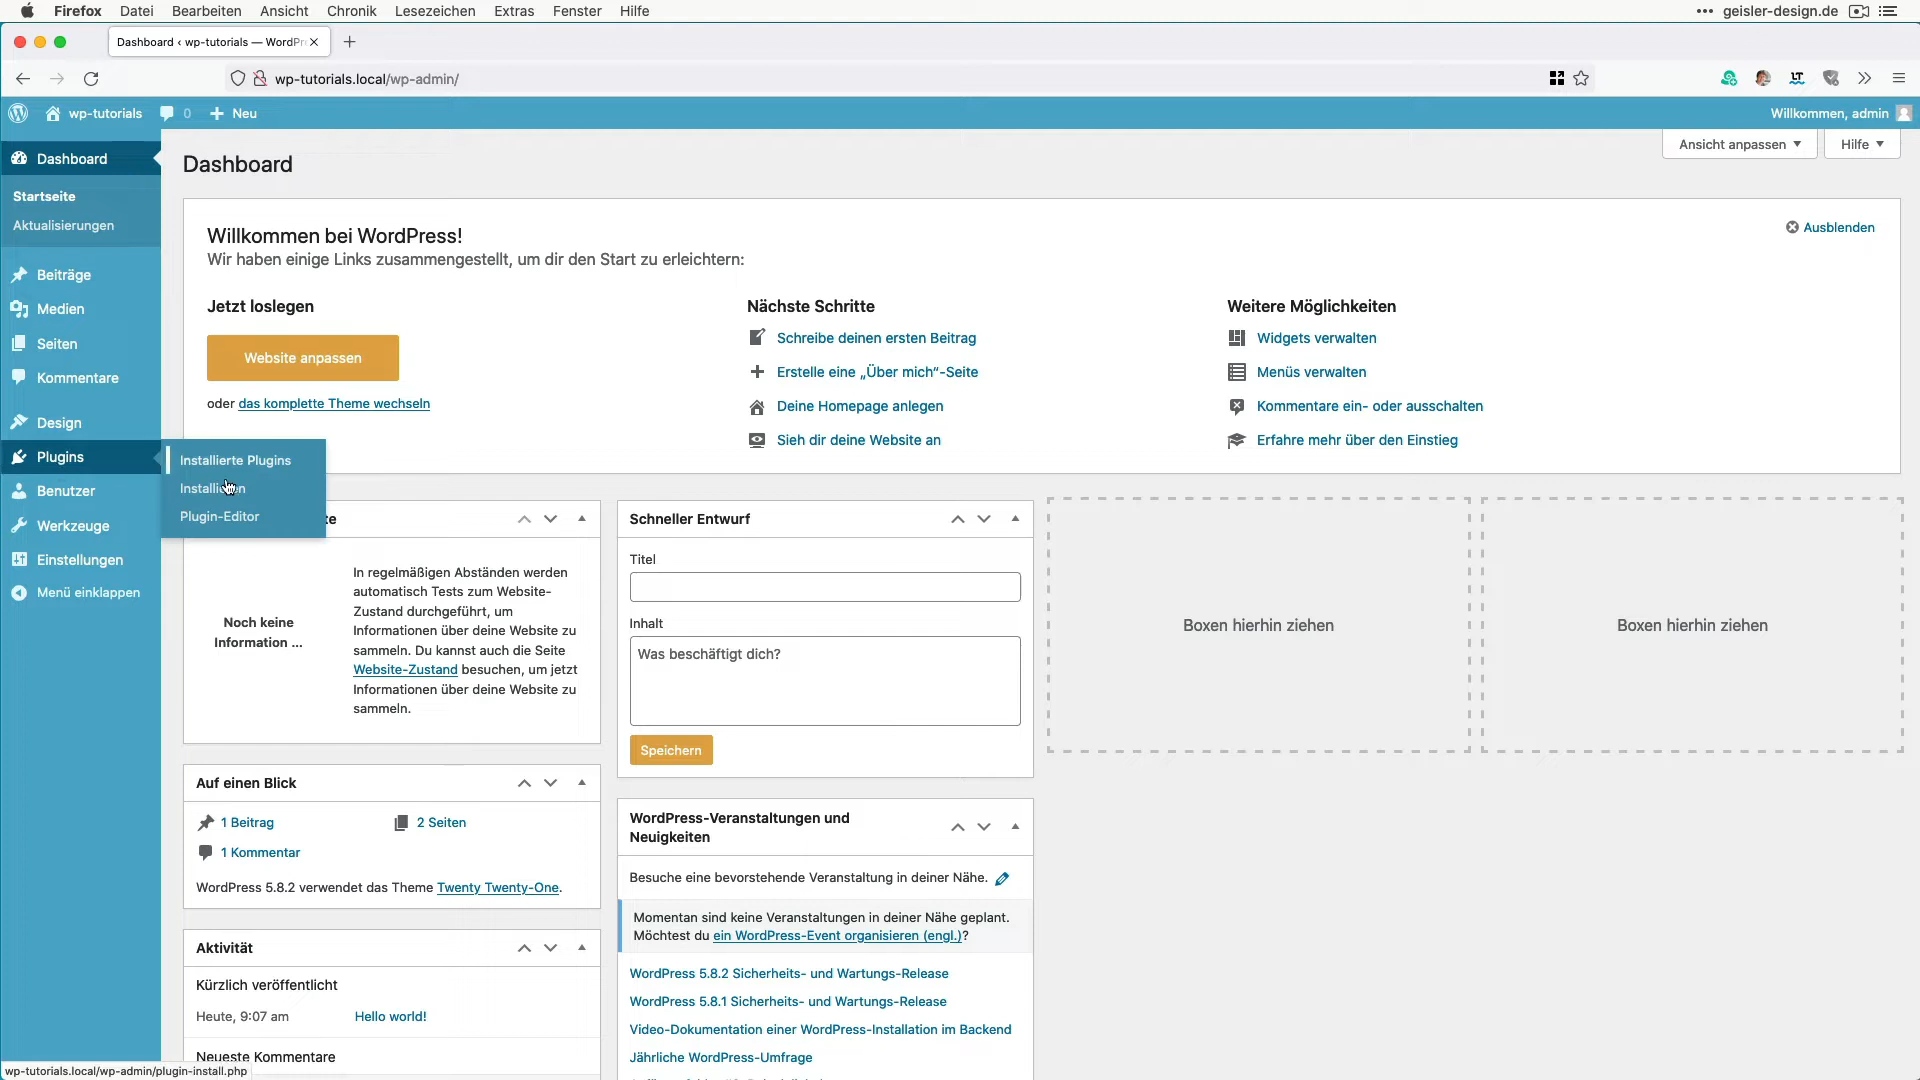 Firefox Datei Bearbeiten Ansicht Chronik Lesezeichen Extras Fenster Hilfe
geisler-design.de
Dashboard ‹ wp-tutorials — WordPr
wp-tutorials.local/wp-admin/
wp-tutorials 0 Neu
Willkommen, admin
Dashboard
Startseite
Aktualisierungen
Beiträge
Medien
Seiten
Kommentare
Design
Plugins
Benutzer
Werkzeuge
Einstellungen
Menü einklappen
Installierte Plugins
Plugin-Editor
Dashboard
Ansicht anpassen
Hilfe
Willkommen bei WordPress!
Wir haben einige Links zusammengestellt, um dir den Start zu erleichtern:
Ausblenden
Jetzt loslegen
Website anpassen
oder das komplette Theme wechseln
Nächste Schritte
Schreibe deinen ersten Beitrag
Erstelle eine „Über mich“-Seite
Deine Homepage anlegen
Sieh dir deine Website an
Weitere Möglichkeiten
Widgets verwalten
Menüs verwalten
Kommentare ein- oder ausschalten
Erfahre mehr über den Einstieg
te
Noch keine
Information ...
In regelmäßigen Abständen werden
automatisch Tests zum Website-
Zustand durchgeführt, um
Informationen über deine Website zu
sammeln. Du kannst auch die Seite
Website-Zustand besuchen, um jetzt
Informationen über deine Website zu
sammeln.
Auf einen Blick
1 Beitrag
2 Seiten
1 Kommentar
WordPress 5.8.2 verwendet das Theme Twenty Twenty-One.
Aktivität
Kürzlich veröffentlicht
Heute, 9:07 am
Hello world!
Neueste Kommentare
Schneller Entwurf
Titel
Inhalt
Was beschäftigt dich?
Speichern
WordPress-Veranstaltungen und
Neuigkeiten
Besuche eine bevorstehende Veranstaltung in deiner Nähe.
Momentan sind keine Veranstaltungen in deiner Nähe geplant.
Möchtest du ein WordPress-Event organisieren (engl.)?
WordPress 5.8.2 Sicherheits- und Wartungs-Release
WordPress 5.8.1 Sicherheits- und Wartungs-Release
Video-Dokumentation einer WordPress-Installation im Backend
Jährliche WordPress-Umfrage
Boxen hierhin ziehen
Boxen hierhin ziehen
wp-tutorials.local/wp-admin/plugin-install.php